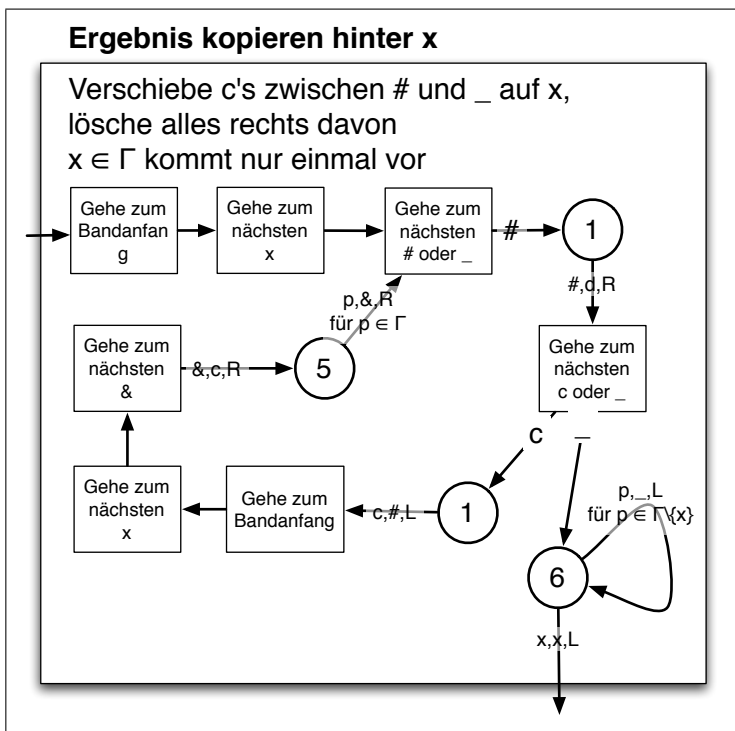 Ergebnis kopieren hinter x
Verschiebe c's zwischen # und _ auf x,
lösche alles rechts davon
x ∈ Γ kommt nur einmal vor
Gehe zum
Bandanfan
g
Gehe zum
nächsten
x
Gehe zum
nächsten
# oder _
#
1
#,d,R
p,&,R
für p ∈ Γ
Gehe zum
nächsten
&
&,c,R
5
Gehe zum
nächsten
c oder _
c
_
Gehe zum
nächsten
x
Gehe zum
Bandanfang
c,#,L
1
p,_,L
für p ∈ Γ\{x}
6
x,x,L